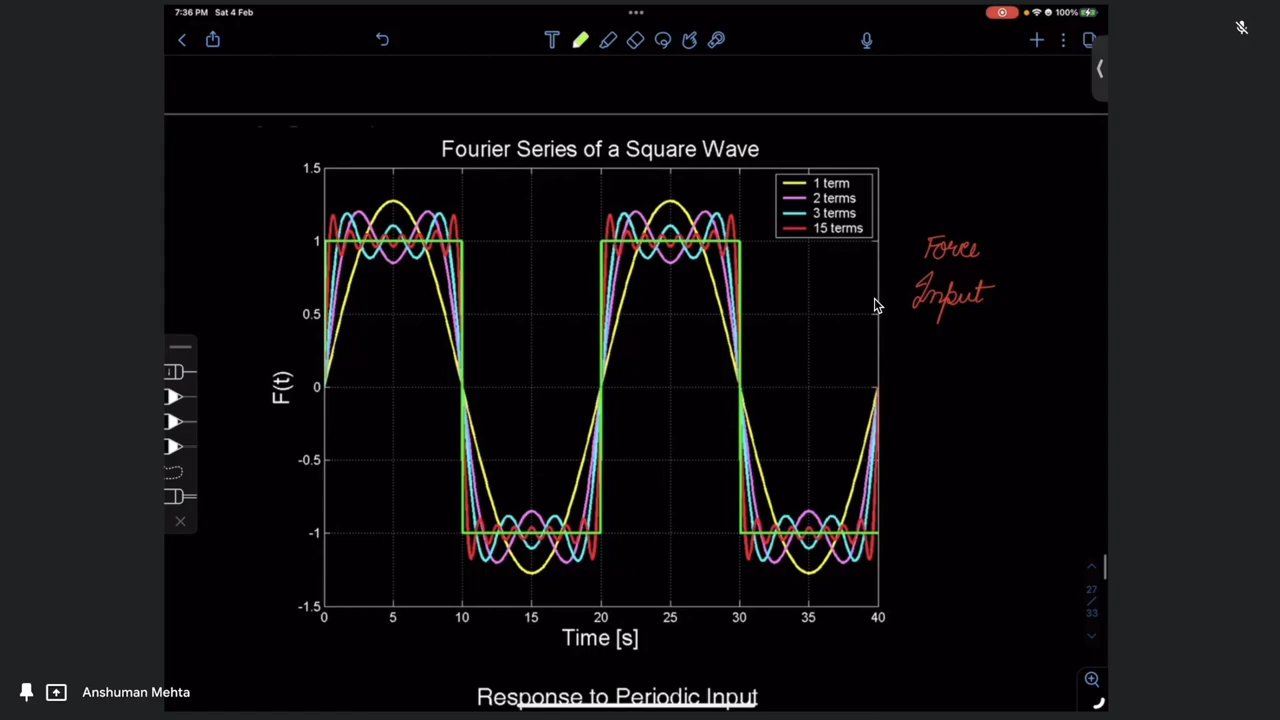 7:36 PM Sat 4 Feb
100%
Fourier Series of a Square Wave
1.5
1
0.5
0
-0.5
-1
-1.5
F(t)
1 term
2 terms
3 terms
15 terms
Force
Input
0 5 10 15 20 25 30 35 40
Time [s]
27
33
Anshuman Mehta
Response to Periodic Input